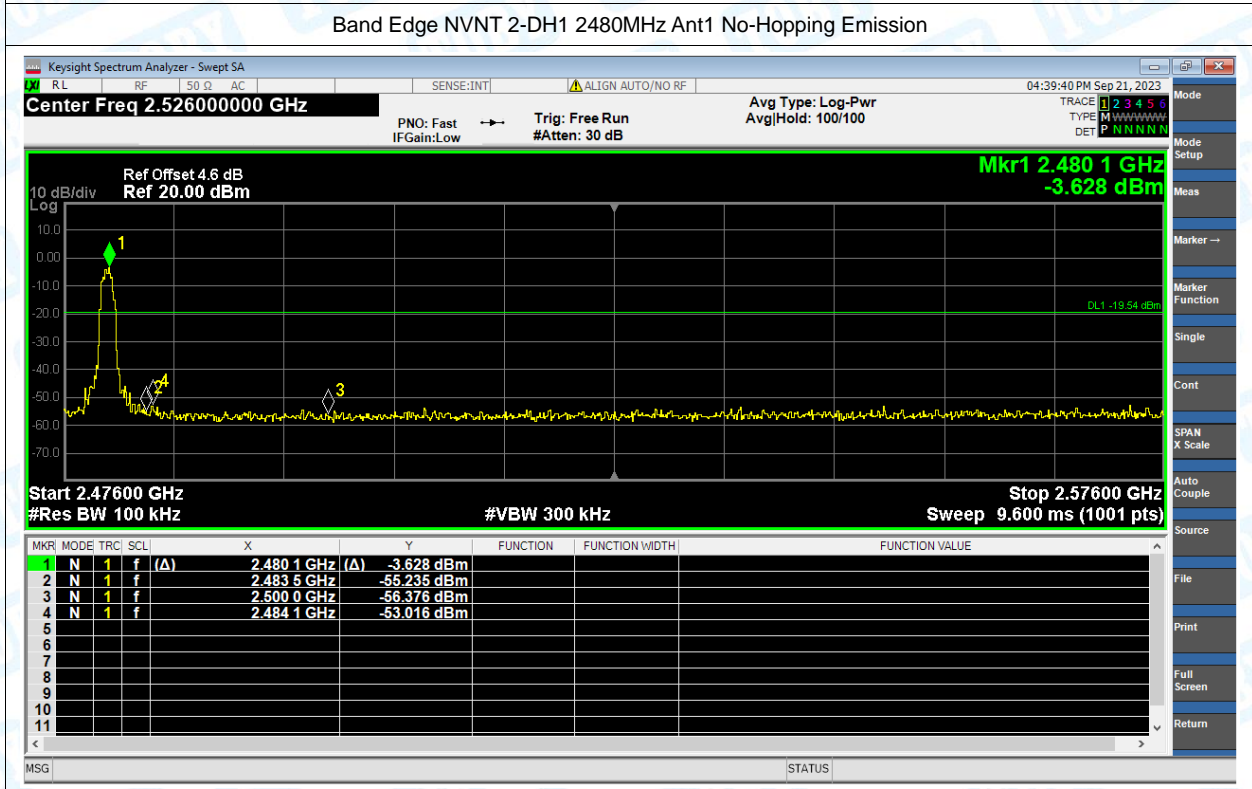 Band Edge NVNT 2-DH1 2480MHz Ant1 No-Hopping Emission
Keysight Spectrum Analyzer - Swept SA
LXI RL RF 50 Ω AC SENSE:INT ALIGN AUTO/NO RF 04:39:40 PM Sep 21, 2023
Center Freq 2.526000000 GHz
PNO: Fast
IFGain:Low
Trig: Free Run
#Atten: 30 dB
Avg Type: Log-Pwr
Avg|Hold: 100/100
TRACE 1 2 3 4 5 6
TYPE M WWWWW
DET P N N N N N
Ref Offset 4.6 dB
Ref 20.00 dBm
10 dB/div
Log
Mkr1 2.480 1 GHz
-3.628 dBm
10.0
0.00
-10.0
-20.0
-30.0
-40.0
-50.0
-60.0
-70.0
1
2
4
3
DL1 -19.54 dBm
Start 2.47600 GHz
Stop 2.57600 GHz
#Res BW 100 kHz
#VBW 300 kHz
Sweep 9.600 ms (1001 pts)
MKR MODE TRC SCL X Y FUNCTION FUNCTION WIDTH FUNCTION VALUE
1 N 1 f (Δ) 2.480 1 GHz (Δ) -3.628 dBm
2 N 1 f 2.483 5 GHz -55.235 dBm
3 N 1 f 2.500 0 GHz -56.376 dBm
4 N 1 f 2.484 1 GHz -53.016 dBm
5
6
7
8
9
10
11
MSG
STATUS
Mode
Mode
Setup
Meas
Marker →
Marker
Function
Single
Cont
SPAN
X Scale
Auto
Couple
Source
File
Print
Full
Screen
Return